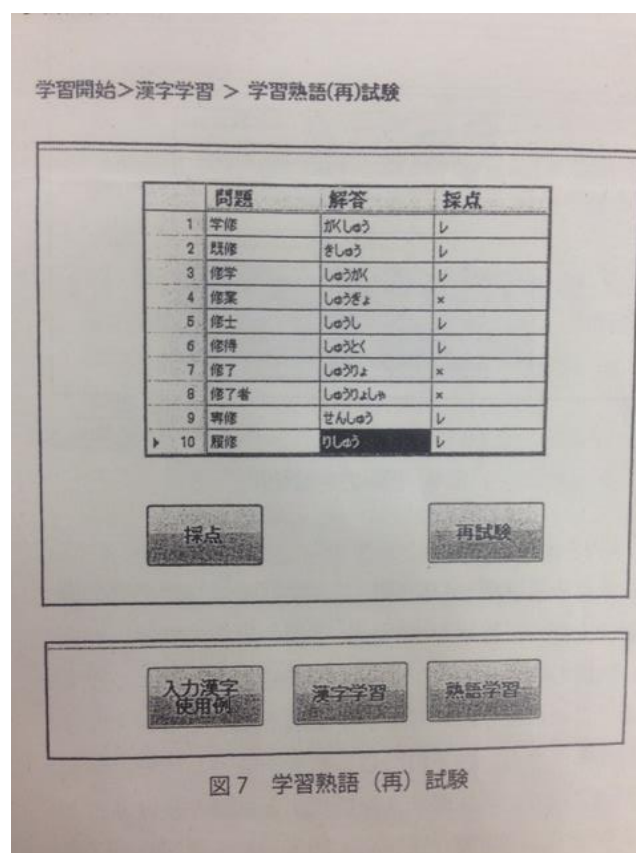 学習開始>漢字学習 > 学習熟語(再)試験
問題 解答 採点
1 学修 がくしゅう レ
2 既修 きしゅう レ
3 修学 しゅうがく レ
4 修業 しゅうぎょ ×
5 修士 しゅうし レ
6 修得 しゅうとく レ
7 修了 しゅうりょ ×
8 修了者 しゅうりょしゃ ×
9 専修 せんしゅう レ
10 履修 りしゅう レ
採点 再試験
入力漢字
使用例 漢字学習 熟語学習
図7 学習熟語（再）試験